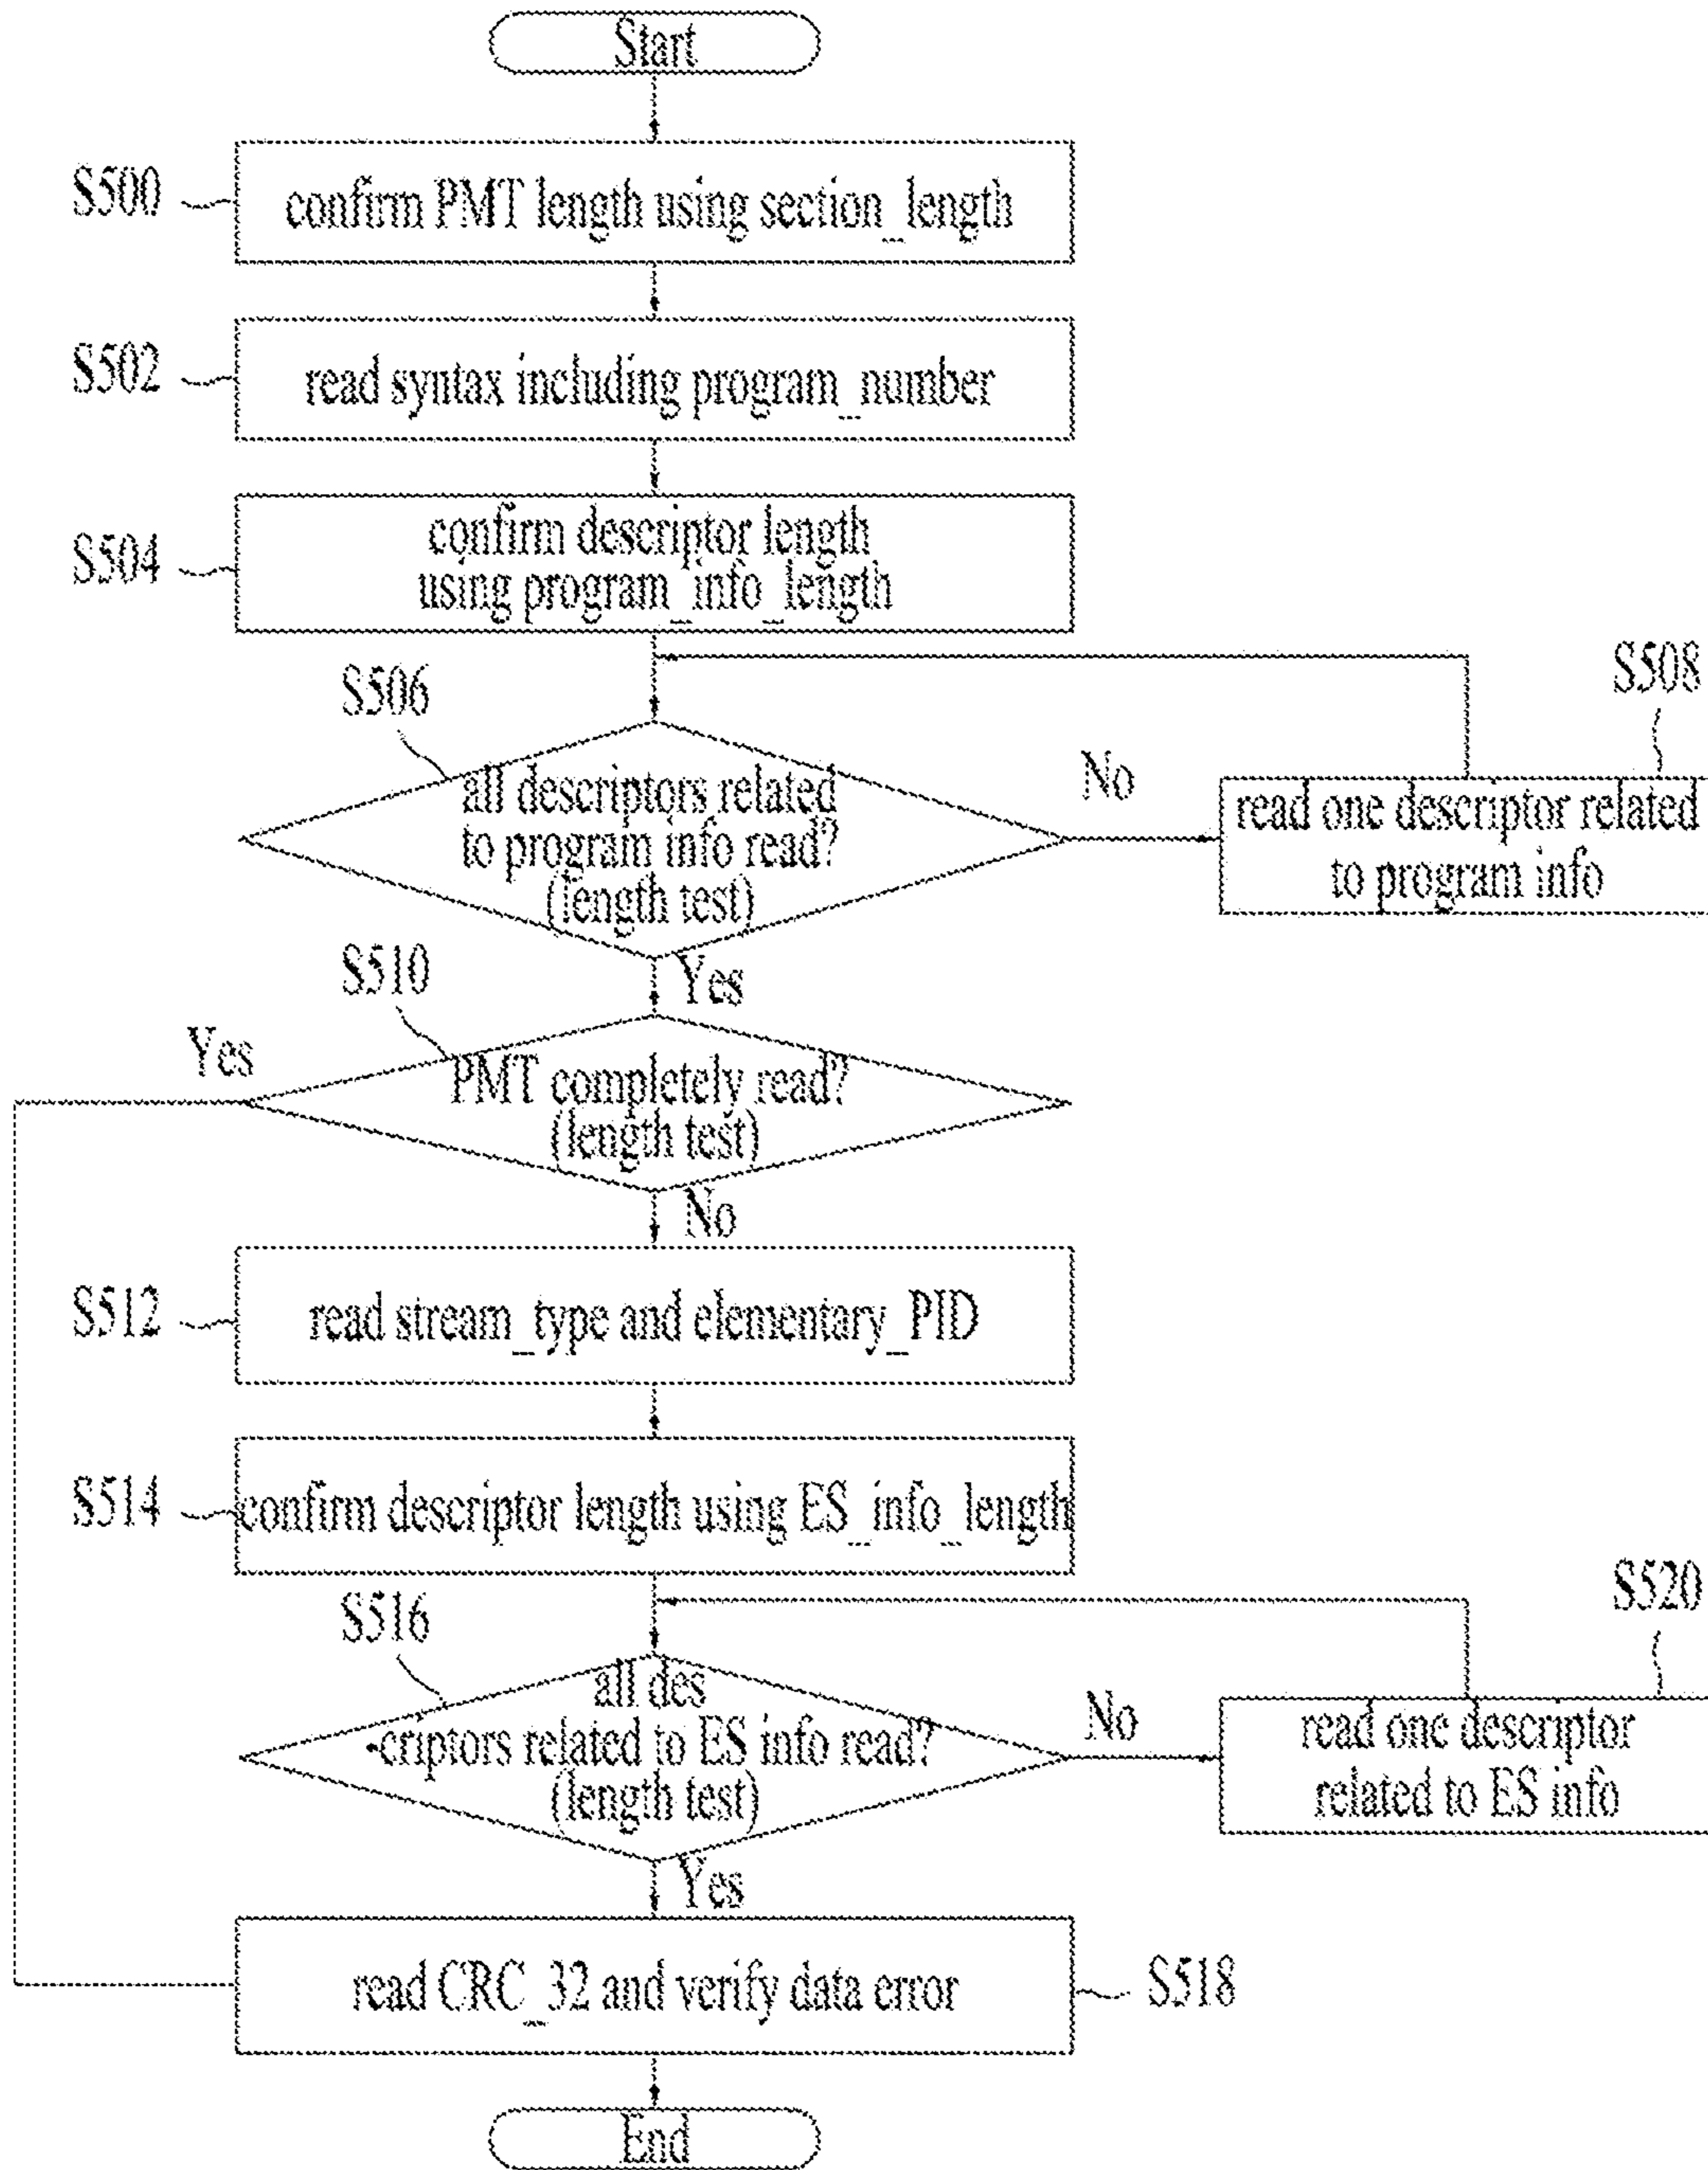 Start
S500
confirm PMT length using section_length
S502
read syntax including program_number
S504
confirm descriptor length
using program_info_length
S506
all descriptors related
to program info read?
(length test)
No
S508
read one descriptor related
to program info
Yes
S510
Yes
PMT completely read?
(length test)
No
S512
read stream_type and elementary_PID
S514
confirm descriptor length using ES_info_length
S516
all des
criptors related to ES info read?
(length test)
No
S520
read one descriptor
related to ES info
Yes
read CRC_32 and verify data error
S518
End